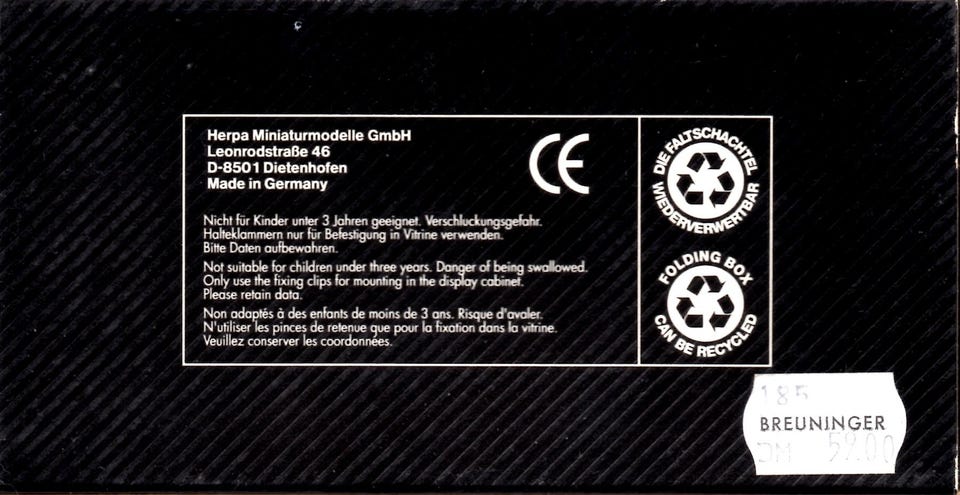 Herpa Miniaturmodelle GmbH
Leonrodstraße 46
D-8501 Dietenhofen
Made in Germany
CE
Nicht für Kinder unter 3 Jahren geeignet. Verschluckungsgefahr.
Halteklammern nur für Befestigung in Vitrine verwenden.
Bitte Daten aufbewahren.
Not suitable for children under three years. Danger of being swallowed.
Only use the fixing clips for mounting in the display cabinet.
Please retain data.
Non adaptés à des enfants de moins de 3 ans. Risque d'avaler.
N'utiliser les pinces de retenue que pour la fixation dans la vitrine.
Veuillez conserver les coordonnées.
DIE FALTSCHACHTEL
WIEDERVERWERTBAR
FOLDING BOX
CAN BE RECYCLED
185
BREUNINGER
DM 59.00